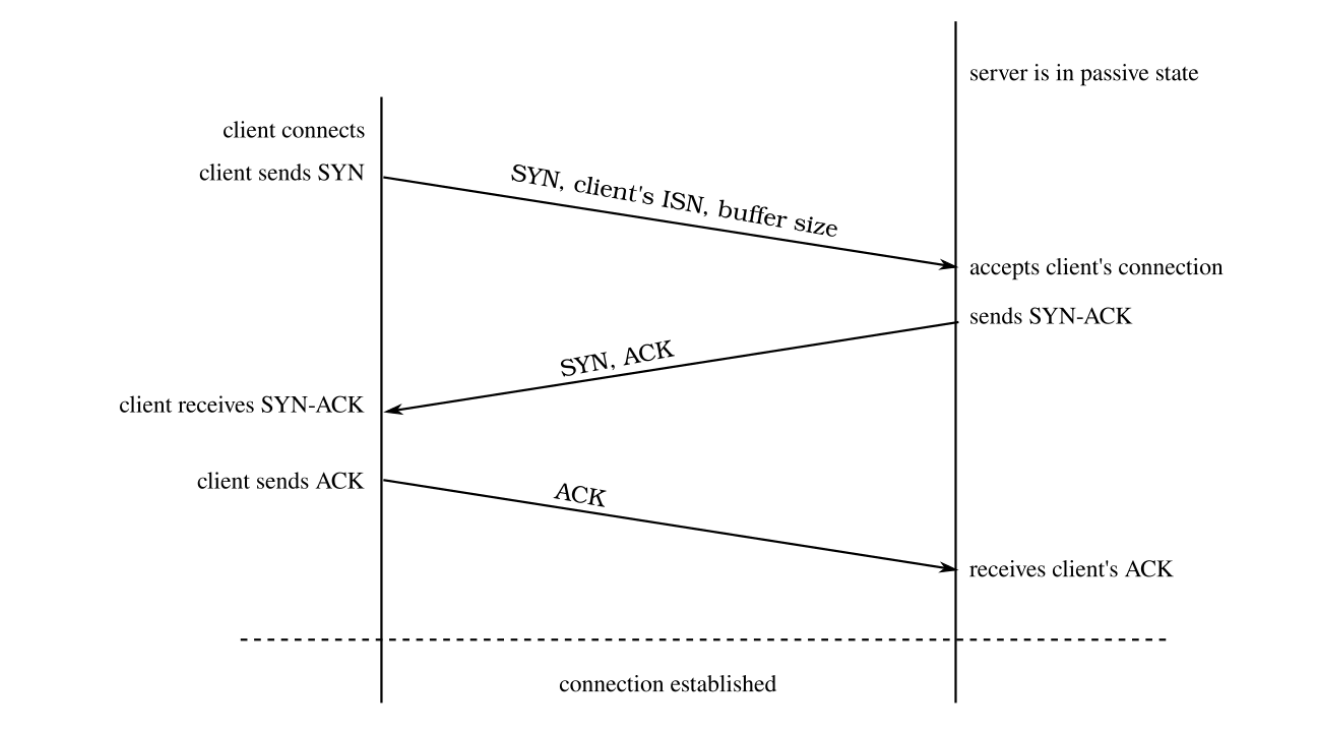 server is in passive state
client connects
client sends SYN
SYN, client's ISN, buffer size
accepts client's connection
sends SYN-ACK
SYN, ACK
client receives SYN-ACK
client sends ACK
ACK
receives client's ACK
connection established